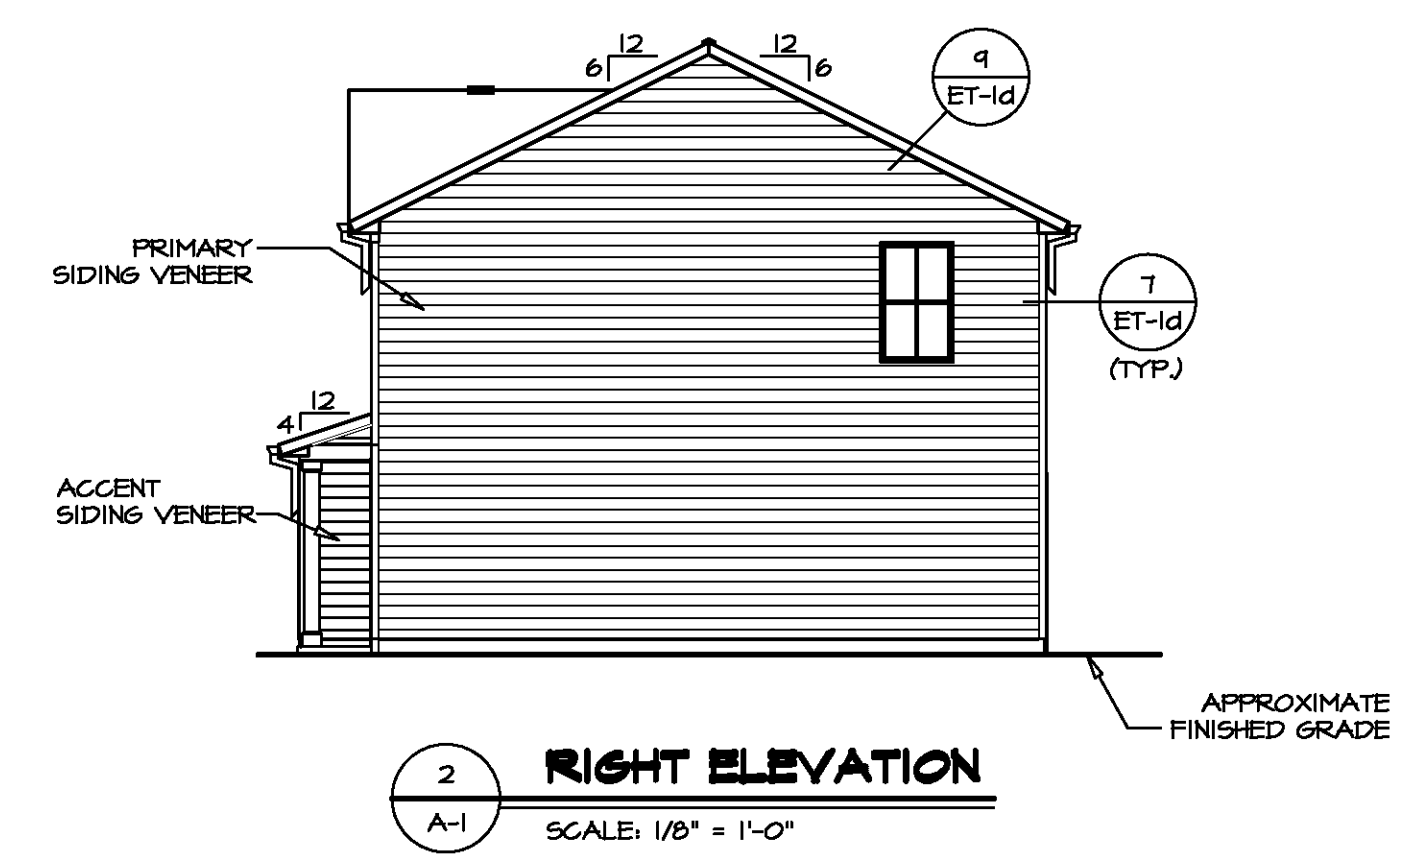 12
6
12
6
9
ET-1d
PRIMARY
SIDING VENEER
7
ET-1d
(TYP.)
12
4
ACCENT
SIDING VENEER
APPROXIMATE
FINISHED GRADE
2
A-1
RIGHT ELEVATION
SCALE: 1/8" = 1'-0"